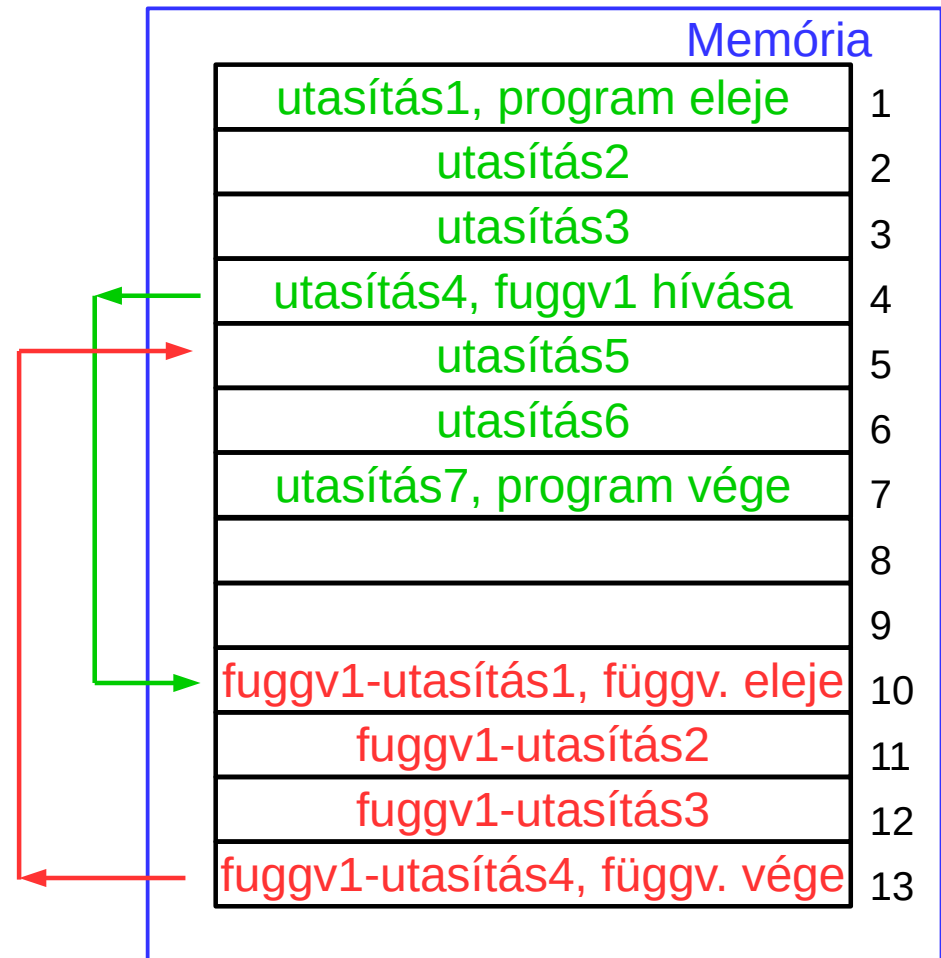 Memória
utasítás1, program eleje 1
utasítás2 2
utasítás3 3
utasítás4, fuggv1 hívása 4
utasítás5 5
utasítás6 6
utasítás7, program vége 7
8
9
fuggv1-utasítás1, függv. eleje 10
fuggv1-utasítás2 11
fuggv1-utasítás3 12
fuggv1-utasítás4, függv. vége 13